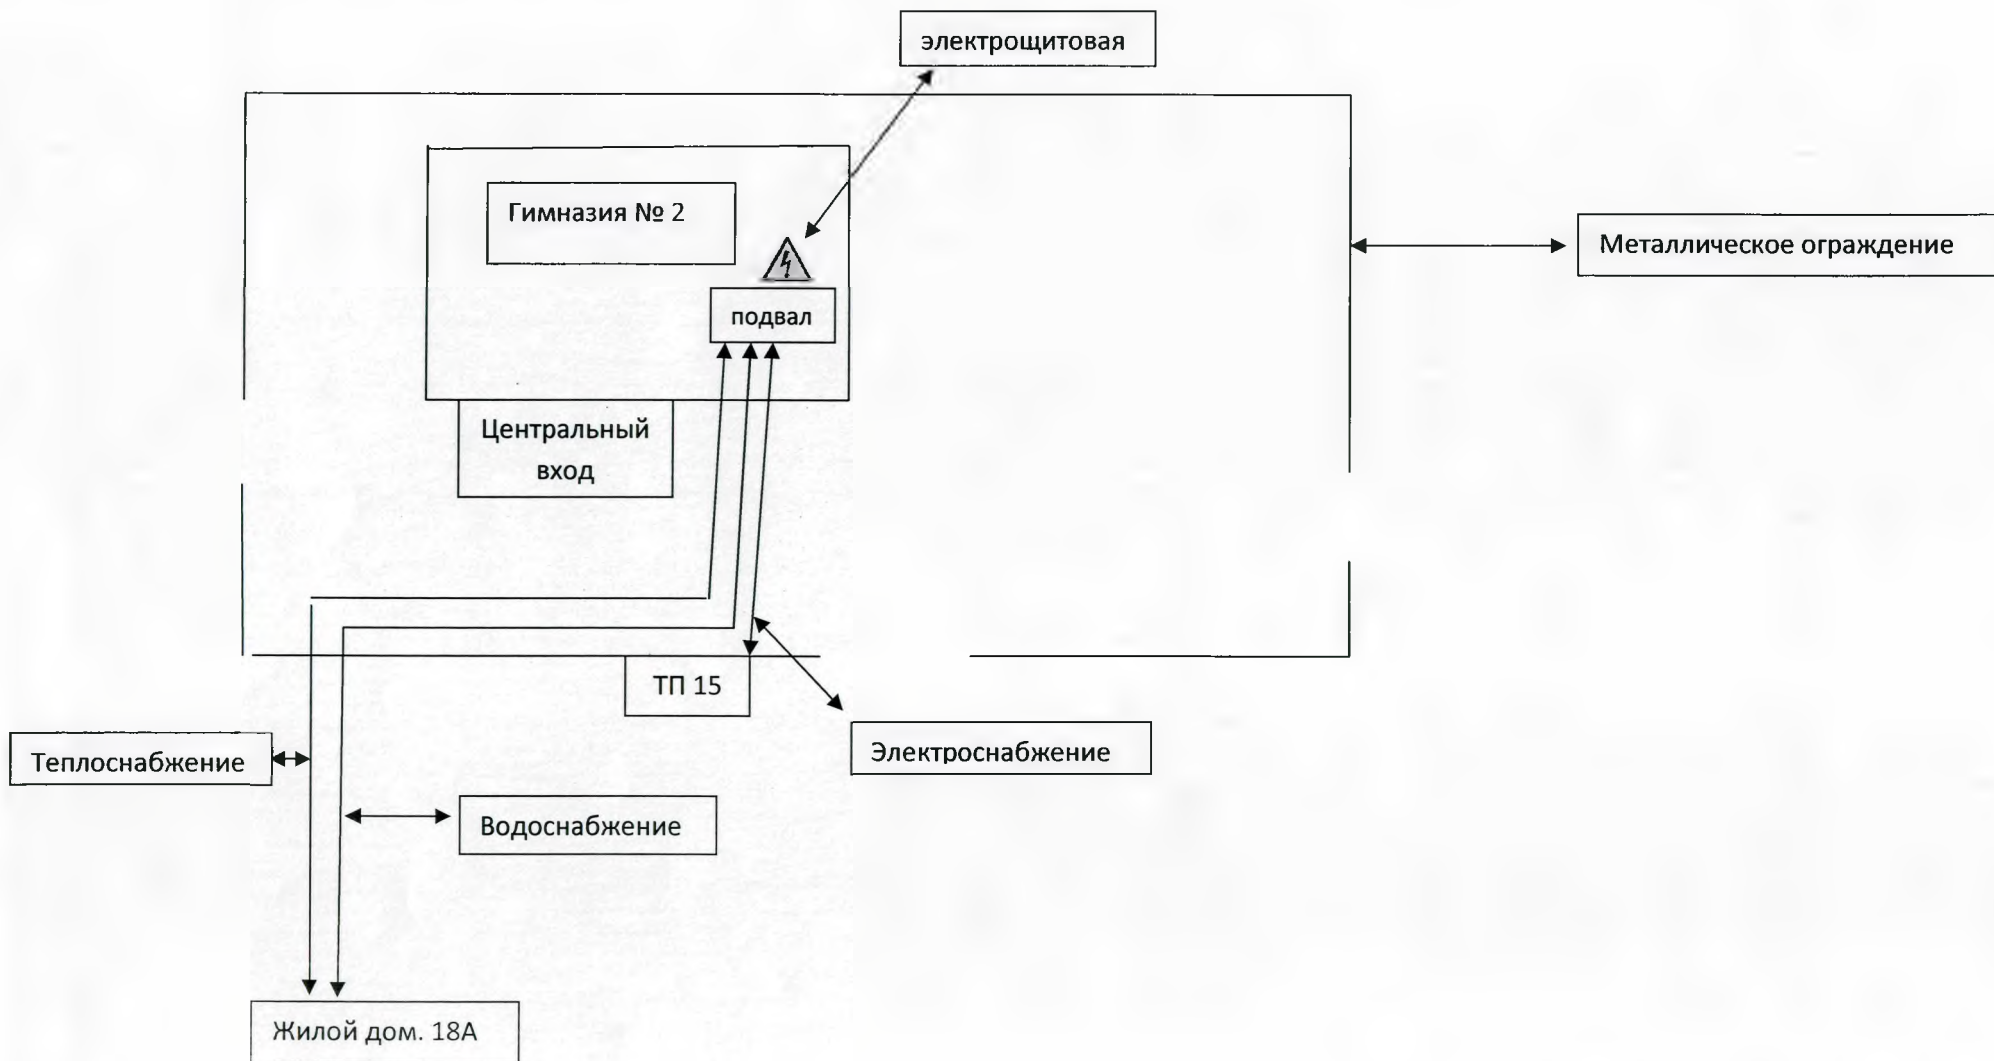 электрощитовая
Гимназия № 2
Металлическое ограждение
подвал
Центральный
вход
ТП 15
Теплоснабжение
Электроснабжение
Водоснабжение
Жилой дом. 18А